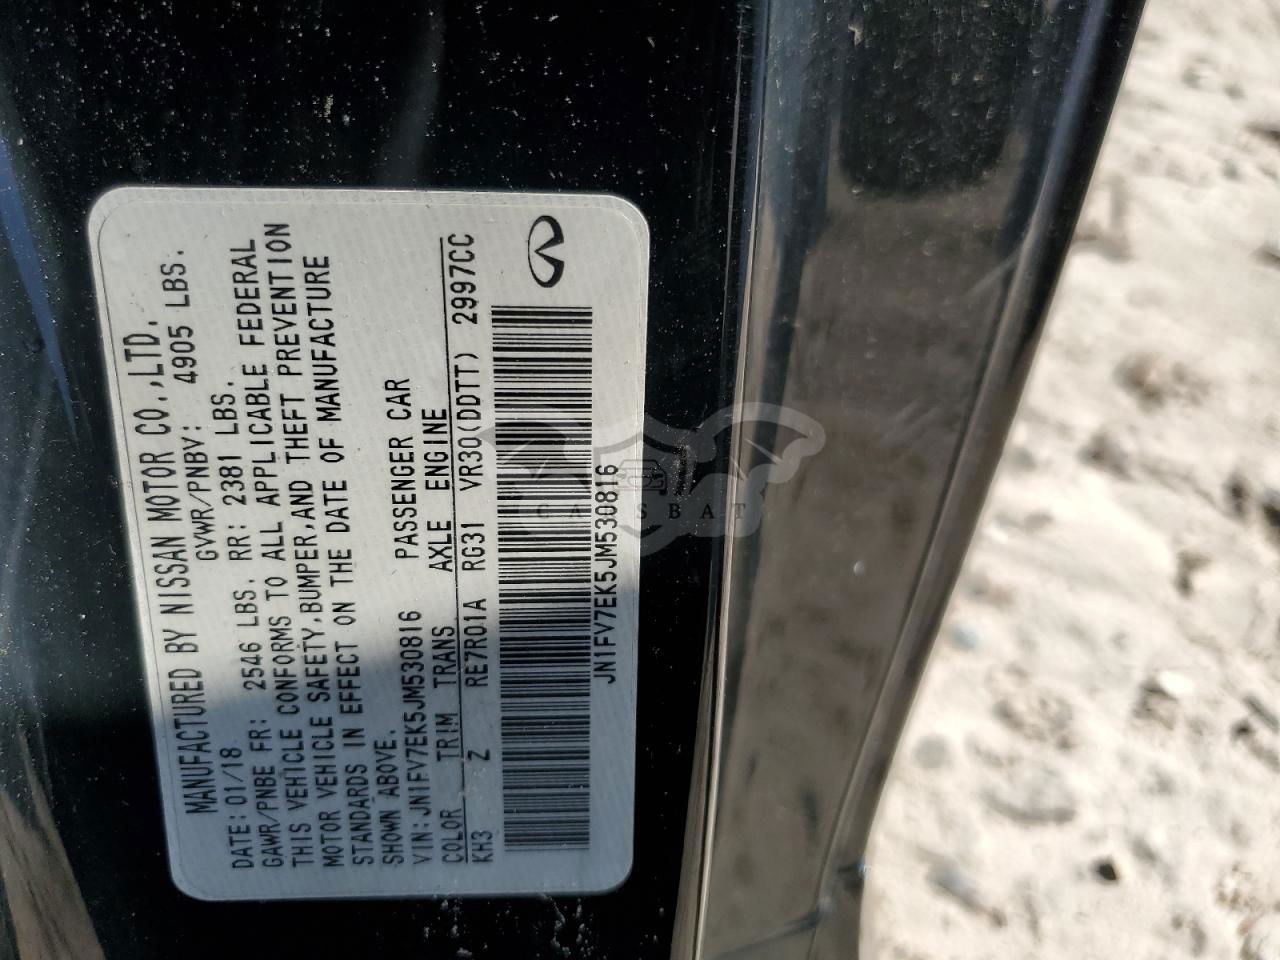 MANUFACTURED BY NISSAN MOTOR CO.,LTD.
DATE: 01/18 GVWR/PNBV: 4905 LBS.
GAWR/PNBE FR: 2546 LBS. RR: 2381 LBS.
THIS VEHICLE CONFORMS TO ALL APPLICABLE FEDERAL
MOTOR VEHICLE SAFETY,BUMPER,AND THEFT PREVENTION
STANDARDS IN EFFECT ON THE DATE OF MANUFACTURE
SHOWN ABOVE.
VIN:JN1FV7EK5JM530816 PASSENGER CAR
COLOR TRIM TRANS AXLE ENGINE
KH3 Z RE7R01A RG31 VR30(DDTT) 2997CC
JN1FV7EK5JM530816
CARSBAT